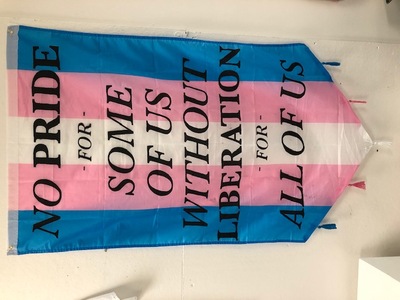 NO PRIDE
- FOR -
SOME
OF US
WITHOUT
LIBERATION
- FOR -
ALL OF US